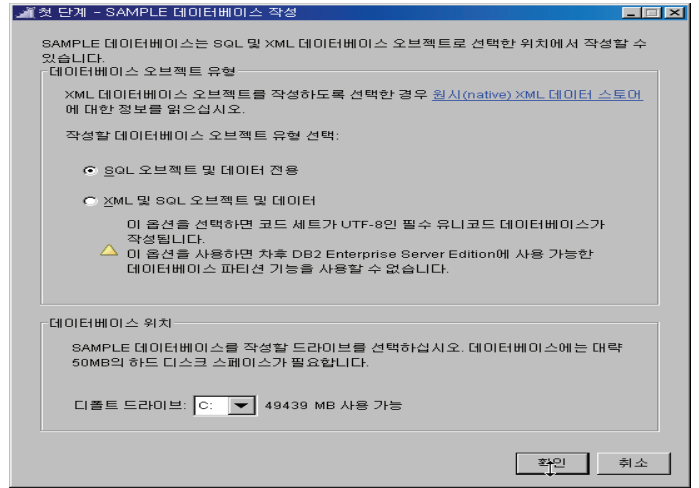 첫 단계 - SAMPLE 데이터베이스 작성
SAMPLE 데이터베이스는 SQL 및 XML 데이터베이스 오브젝트로 선택한 위치에서 작성할 수
있습니다.
데이터베이스 오브젝트 유형
XML 데이터베이스 오브젝트를 작성하도록 선택한 경우 원시(native) XML 데이터 스토어
에 대한 정보를 읽으십시오.
작성할 데이터베이스 오브젝트 유형 선택:
SQL 오브젝트 및 데이터 전용
XML 및 SQL 오브젝트 및 데이터
이 옵션을 선택하면 코드 세트가 UTF-8인 필수 유니코드 데이터베이스가
작성됩니다.
이 옵션을 사용하면 차후 DB2 Enterprise Server Edition에 사용 가능한
데이터베이스 파티션 기능을 사용할 수 없습니다.
데이터베이스 위치
SAMPLE 데이터베이스를 작성할 드라이브를 선택하십시오. 데이터베이스에는 대략
50MB의 하드 디스크 스페이스가 필요합니다.
디폴트 드라이브: C: 49439 MB 사용 가능
확인 취소